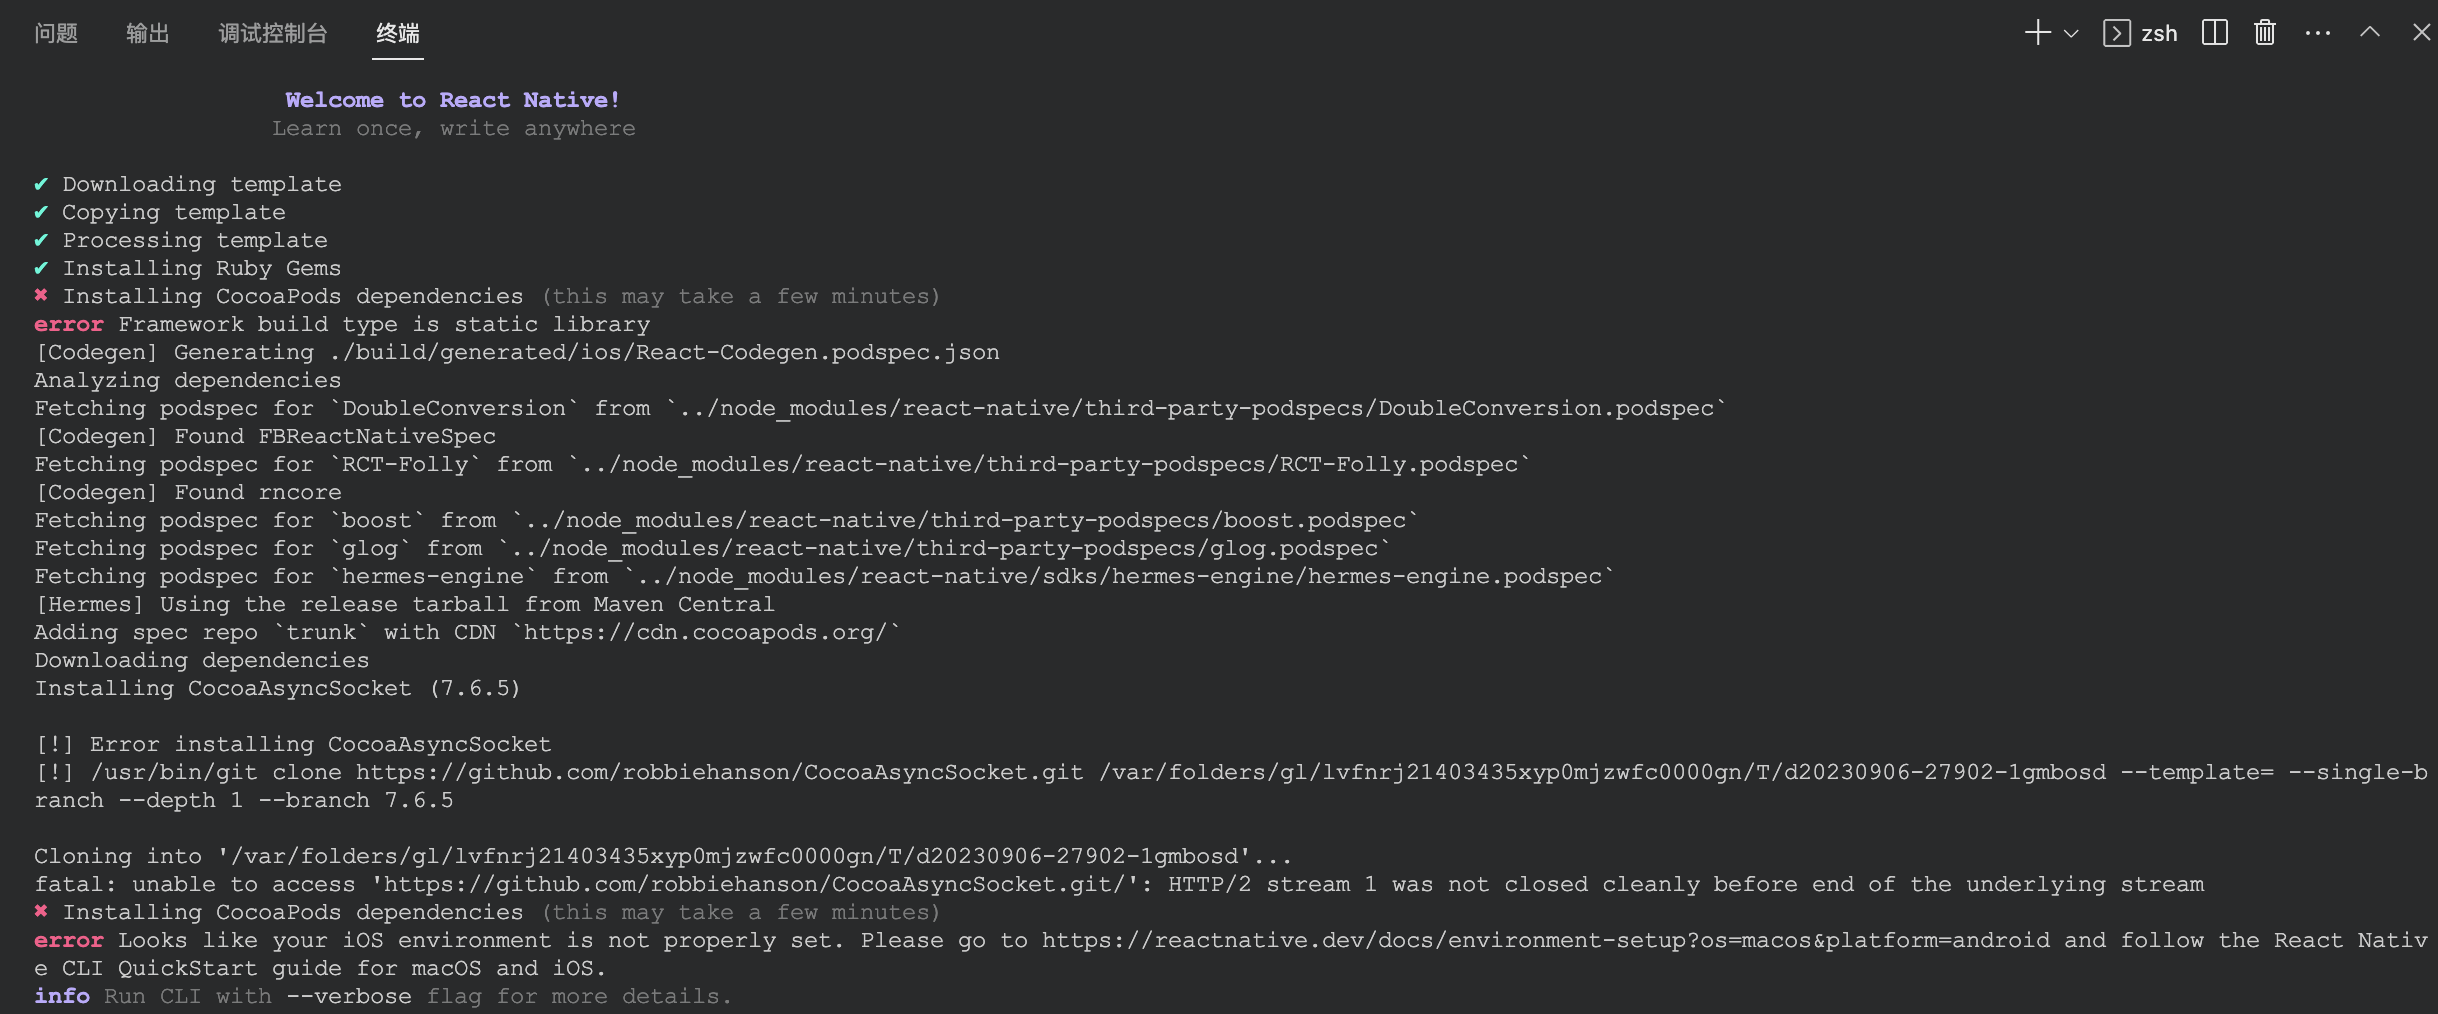 问题 输出 调试控制台 终端 zsh
Welcome to React Native!
Learn once, write anywhere
✔ Downloading template
✔ Copying template
✔ Processing template
✔ Installing Ruby Gems
✖ Installing CocoaPods dependencies (this may take a few minutes)
error Framework build type is static library
[Codegen] Generating ./build/generated/ios/React-Codegen.podspec.json
Analyzing dependencies
Fetching podspec for `DoubleConversion` from `../node_modules/react-native/third-party-podspecs/DoubleConversion.podspec`
[Codegen] Found FBReactNativeSpec
Fetching podspec for `RCT-Folly` from `../node_modules/react-native/third-party-podspecs/RCT-Folly.podspec`
[Codegen] Found rncore
Fetching podspec for `boost` from `../node_modules/react-native/third-party-podspecs/boost.podspec`
Fetching podspec for `glog` from `../node_modules/react-native/third-party-podspecs/glog.podspec`
Fetching podspec for `hermes-engine` from `../node_modules/react-native/sdks/hermes-engine/hermes-engine.podspec`
[Hermes] Using the release tarball from Maven Central
Adding spec repo `trunk` with CDN `https://cdn.cocoapods.org/`
Downloading dependencies
Installing CocoaAsyncSocket (7.6.5)
[!] Error installing CocoaAsyncSocket
[!] /usr/bin/git clone https://github.com/robbiehanson/CocoaAsyncSocket.git /var/folders/gl/lvfnrj21403435xyp0mjzwfc0000gn/T/d20230906-27902-1gmbosd --template= --single-b
ranch --depth 1 --branch 7.6.5
Cloning into '/var/folders/gl/lvfnrj21403435xyp0mjzwfc0000gn/T/d20230906-27902-1gmbosd'...
fatal: unable to access 'https://github.com/robbiehanson/CocoaAsyncSocket.git/': HTTP/2 stream 1 was not closed cleanly before end of the underlying stream
✖ Installing CocoaPods dependencies (this may take a few minutes)
error Looks like your iOS environment is not properly set. Please go to https://reactnative.dev/docs/environment-setup?os=macos&platform=android and follow the React Nativ
e CLI QuickStart guide for macOS and iOS.
info Run CLI with --verbose flag for more details.